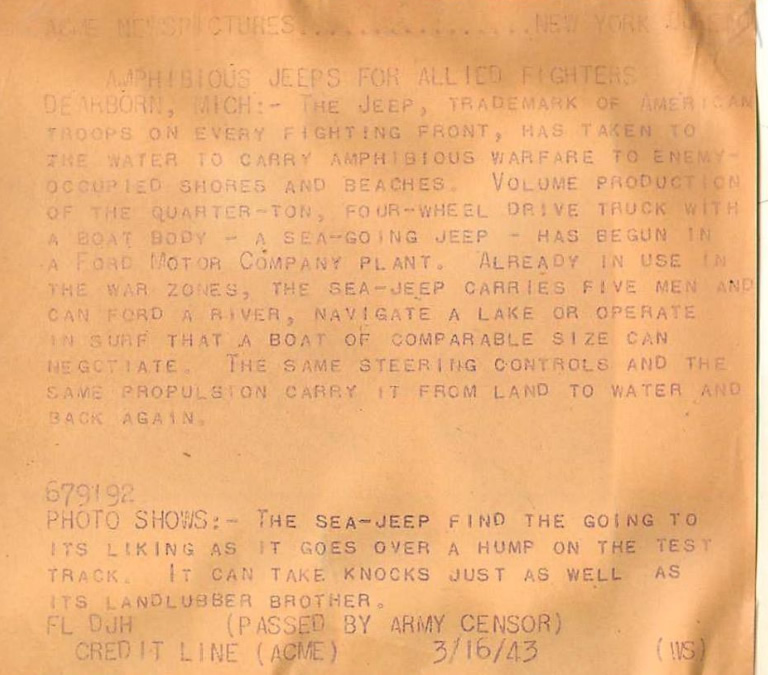 ACME NEWSPICTURES..................NEW YORK BUREAU
AMPHIBIOUS JEEPS FOR ALLIED FIGHTERS
DEARBORN, MICH:- THE JEEP, TRADEMARK OF AMERICAN
TROOPS ON EVERY FIGHTING FRONT, HAS TAKEN TO
THE WATER TO CARRY AMPHIBIOUS WARFARE TO ENEMY-
OCCUPIED SHORES AND BEACHES. VOLUME PRODUCTION
OF THE QUARTER-TON, FOUR-WHEEL DRIVE TRUCK WITH
A BOAT BODY - A SEA-GOING JEEP - HAS BEGUN IN
A FORD MOTOR COMPANY PLANT. ALREADY IN USE IN
THE WAR ZONES, THE SEA-JEEP CARRIES FIVE MEN AND
CAN FORD A RIVER, NAVIGATE A LAKE OR OPERATE
IN SURF THAT A BOAT OF COMPARABLE SIZE CAN
NEGOTIATE. THE SAME STEERING CONTROLS AND THE
SAME PROPULSION CARRY IT FROM LAND TO WATER AND
BACK AGAIN.
679192
PHOTO SHOWS:- THE SEA-JEEP FIND THE GOING TO
ITS LIKING AS IT GOES OVER A HUMP ON THE TEST
TRACK. IT CAN TAKE KNOCKS JUST AS WELL AS
ITS LANDLUBBER BROTHER.
FL DJH (PASSED BY ARMY CENSOR)
CREDIT LINE (ACME) 3/16/43 (WS)